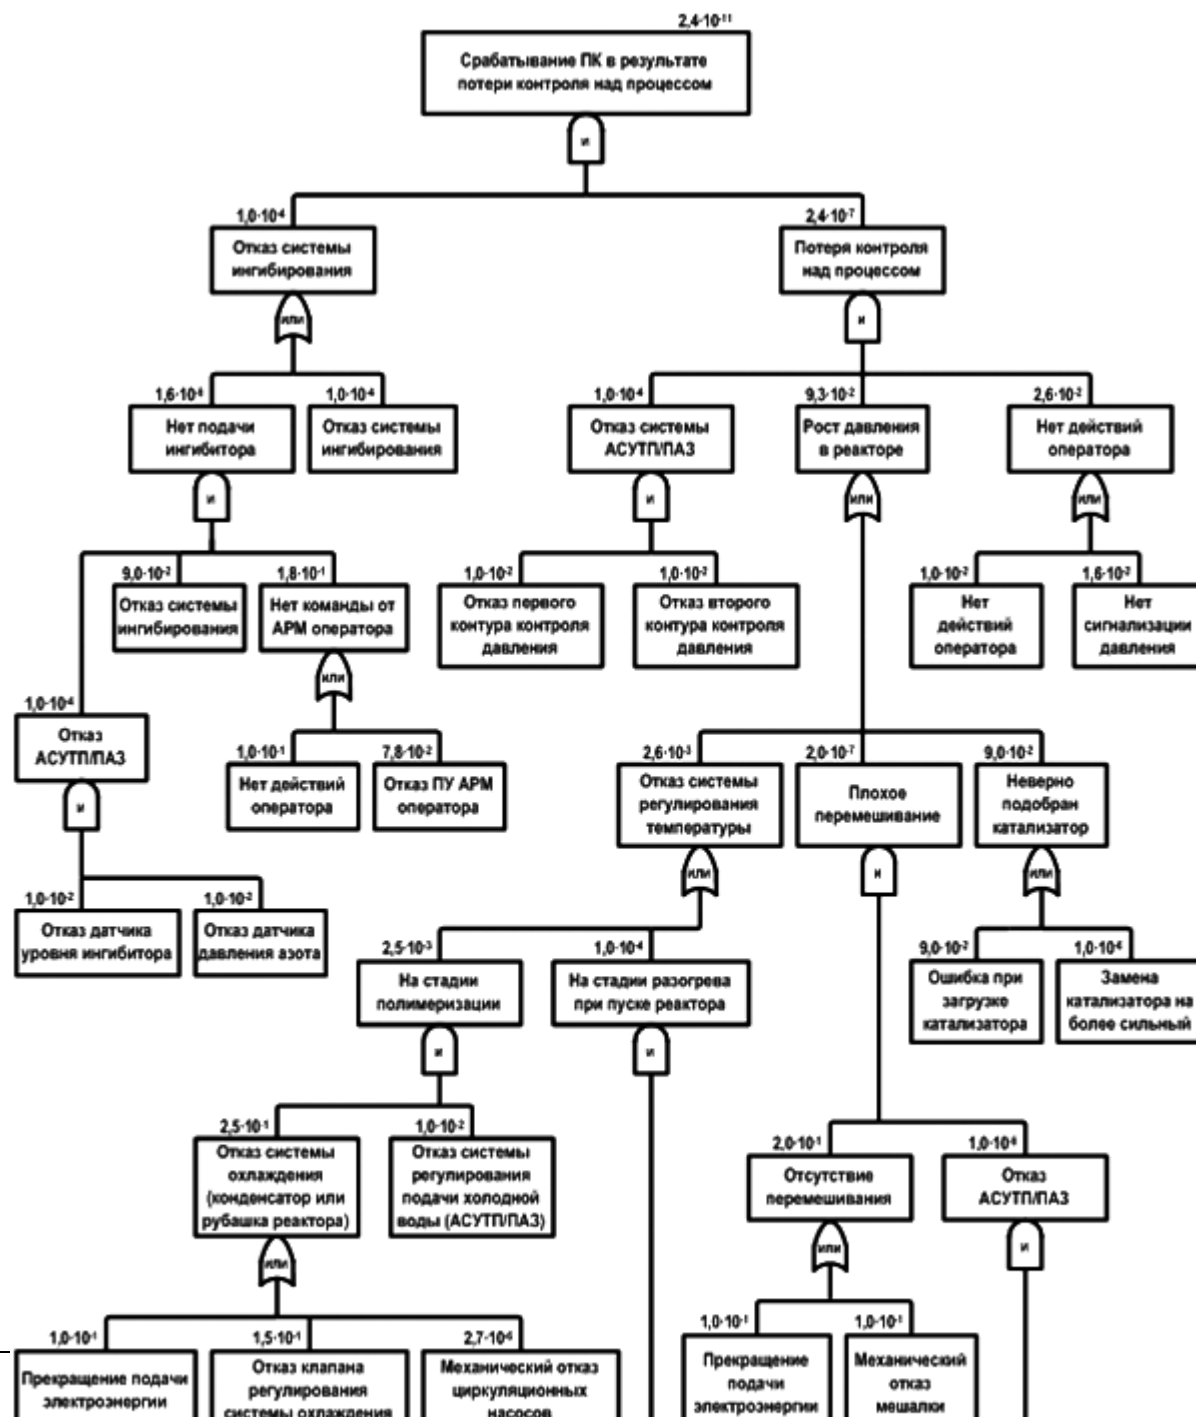 2,4·10⁻¹¹
Срабатывание ПК в результате
потери контроля над процессом
и
1,0·10⁻⁴
Отказ системы
ингибирования
или
2,4·10⁻⁷
Потеря контроля
над процессом
и
1,6·10⁻⁶
Нет подачи
ингибитора
и
1,0·10⁻⁴
Отказ системы
ингибирования
1,0·10⁻⁴
Отказ системы
АСУТП/ПАЗ
и
9,3·10⁻²
Рост давления
в реакторе
или
2,6·10⁻²
Нет действий
оператора
или
9,0·10⁻²
Отказ системы
ингибирования
1,8·10⁻¹
Нет команды от
АРМ оператора
или
1,0·10⁻²
Отказ первого
контура контроля
давления
1,0·10⁻²
Отказ второго
контура контроля
давления
1,0·10⁻²
Нет
действий
оператора
1,6·10⁻²
Нет
сигнализации
давления
1,0·10⁻⁴
Отказ
АСУТП/ПАЗ
и
1,0·10⁻¹
Нет действий
оператора
7,8·10⁻²
Отказ ПУ АРМ
оператора
2,6·10⁻³
Отказ системы
регулирования
температуры
или
2,0·10⁻⁷
Плохое
перемешивание
и
9,0·10⁻²
Неверно
подобран
катализатор
или
1,0·10⁻²
Отказ датчика
уровня ингибитора
1,0·10⁻²
Отказ датчика
давления азота
2,5·10⁻³
На стадии
полимеризации
и
1,0·10⁻⁴
На стадии разогрева
при пуске реактора
и
9,0·10⁻²
Ошибка при
загрузке
катализатора
1,0·10⁻⁶
Замена
катализатора на
более сильный
2,5·10⁻¹
Отказ системы
охлаждения
(конденсатор или
рубашка реактора)
или
1,0·10⁻²
Отказ системы
регулирования
подачи холодной
воды (АСУТП/ПАЗ)
2,0·10⁻¹
Отсутствие
перемешивания
или
1,0·10⁻⁶
Отказ
АСУТП/ПАЗ
и
1,0·10⁻¹
Прекращение подачи
электроэнергии
1,5·10⁻¹
Отказ клапана
регулирования
системы охлаждения
2,7·10⁻⁶
Механический отказ
циркуляционных
насосов
1,0·10⁻¹
Прекращение
подачи
электроэнергии
1,0·10⁻¹
Механический
отказ
мешалки